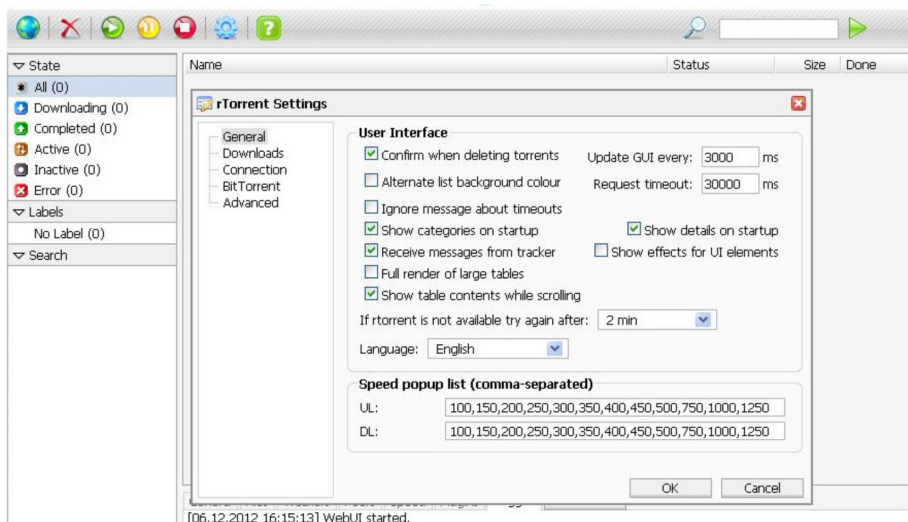 State
All (0)
Downloading (0)
Completed (0)
Active (0)
Inactive (0)
Error (0)
Labels
No Label (0)
Search
Name Status Size Done
rTorrent Settings
General
Downloads
Connection
BitTorrent
Advanced
User Interface
Confirm when deleting torrents Update GUI every: 3000 ms
Alternate list background colour Request timeout: 30000 ms
Ignore message about timeouts
Show categories on startup Show details on startup
Receive messages from tracker Show effects for UI elements
Full render of large tables
Show table contents while scrolling
If rtorrent is not available try again after: 2 min
Language: English
Speed popup list (comma-separated)
UL: 100,150,200,250,300,350,400,450,500,750,1000,1250
DL: 100,150,200,250,300,350,400,450,500,750,1000,1250
OK Cancel
[06.12.2012 16:15:13] WebUI started.